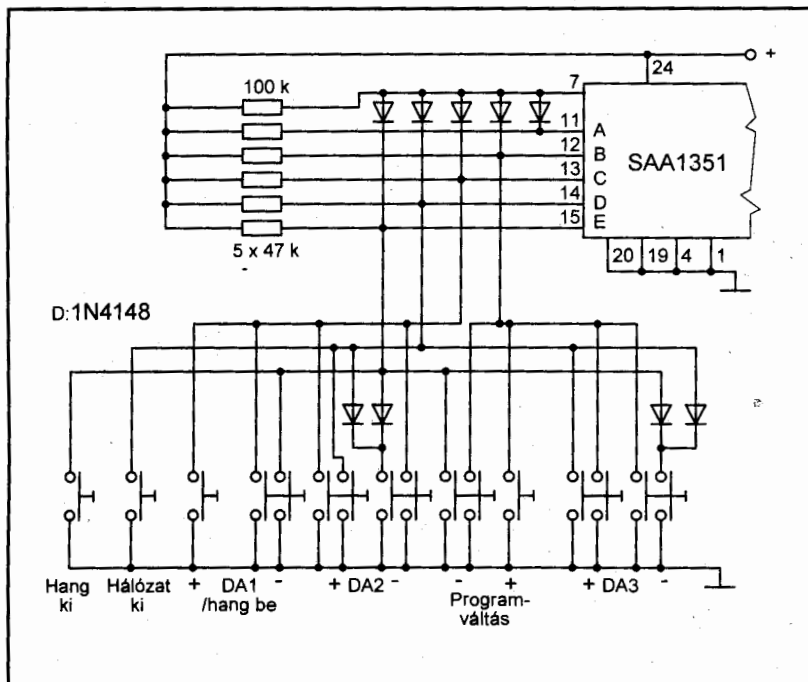 +
24
100 k
7
11
A
12
B
SAA1351
13
C
14
D
15
E
5 x 47 k
20
19
4
1
D:1N4148
Hang
ki
Hálózat
ki
+ DA1 -
/hang be
+ DA2 -
- +
Program-
váltás
+ DA3 -